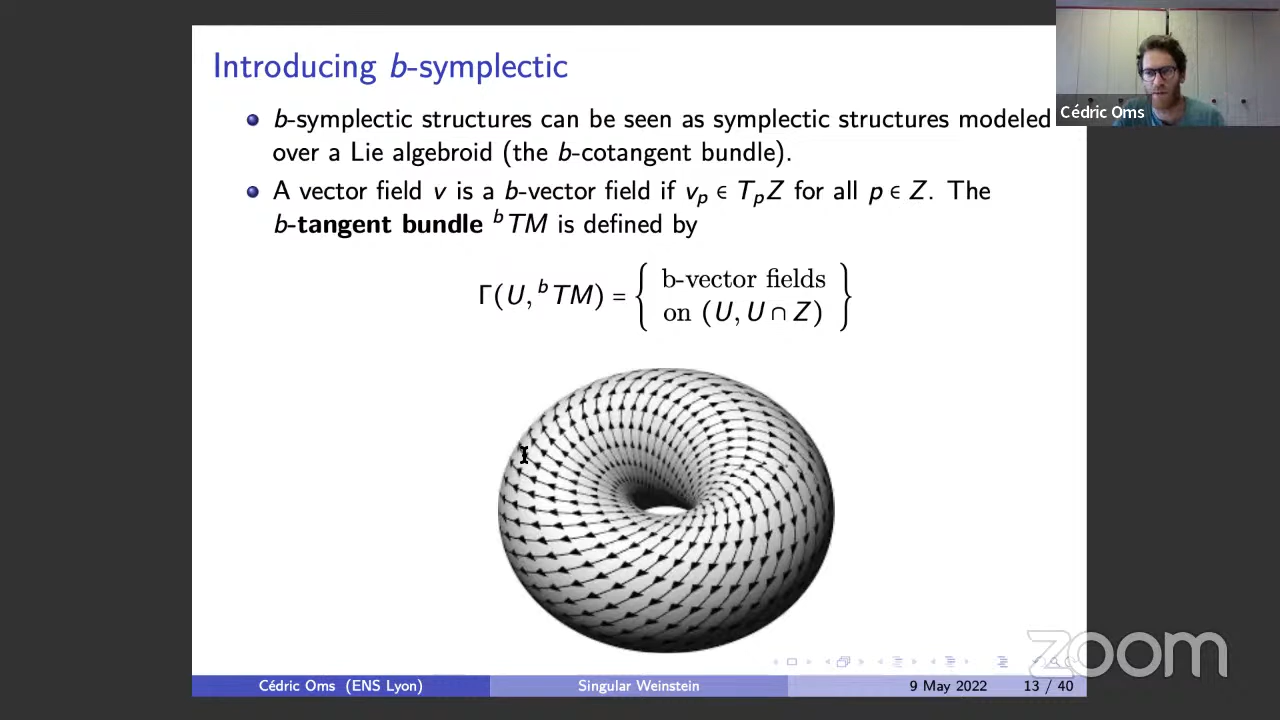 Introducing b-symplectic
b-symplectic structures can be seen as symplectic structures modeled
over a Lie algebroid (the b-cotangent bundle).
A vector field v is a b-vector field if vₚ ∈ TₚZ for all p ∈ Z. The
b-tangent bundle ᵇTM is defined by
Γ(U, ᵇTM) = { b-vector fields
on (U, U ∩ Z) }
Cédric Oms
zoom
Cédric Oms (ENS Lyon) Singular Weinstein 9 May 2022 13 / 40